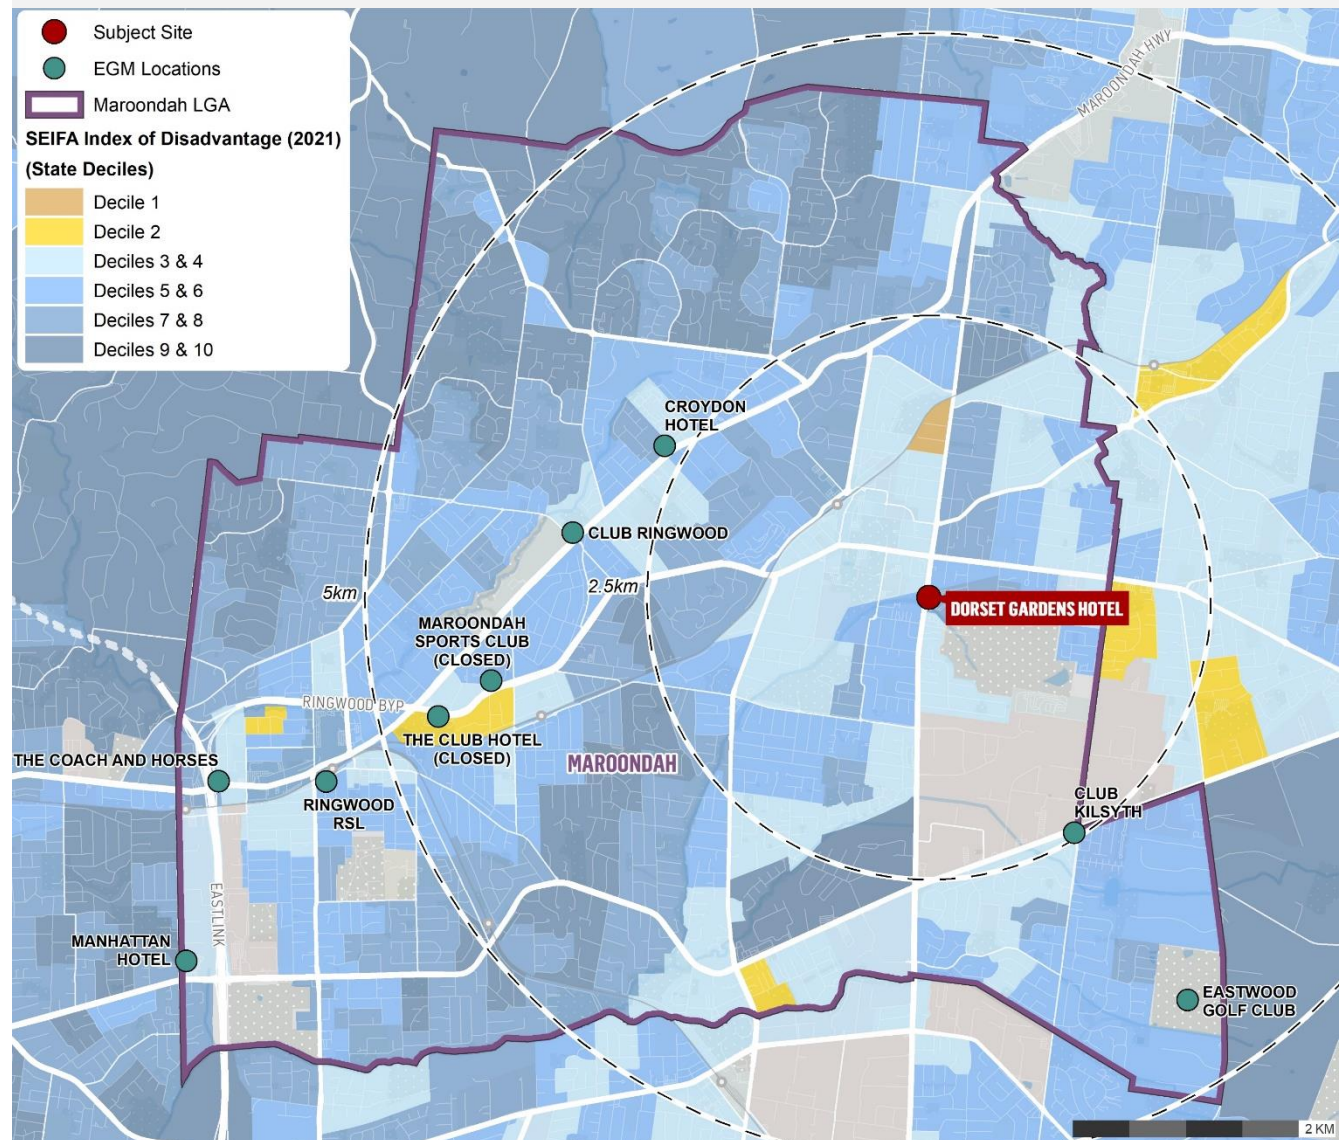 Subject Site
EGM Locations
Maroondah LGA
SEIFA Index of Disadvantage (2021)
(State Deciles)
Decile 1
Decile 2
Deciles 3 & 4
Deciles 5 & 6
Deciles 7 & 8
Deciles 9 & 10
MAROONDAH HWY
CROYDON
HOTEL
CLUB RINGWOOD
5km
2.5km
DORSET GARDENS HOTEL
MAROONDAH
SPORTS CLUB
(CLOSED)
RINGWOOD BYP
THE CLUB HOTEL
(CLOSED)
MAROONDAH
THE COACH AND HORSES
RINGWOOD
RSL
CLUB
KILSYTH
EASTLINK
MANHATTAN
HOTEL
EASTWOOD
GOLF CLUB
2 KM